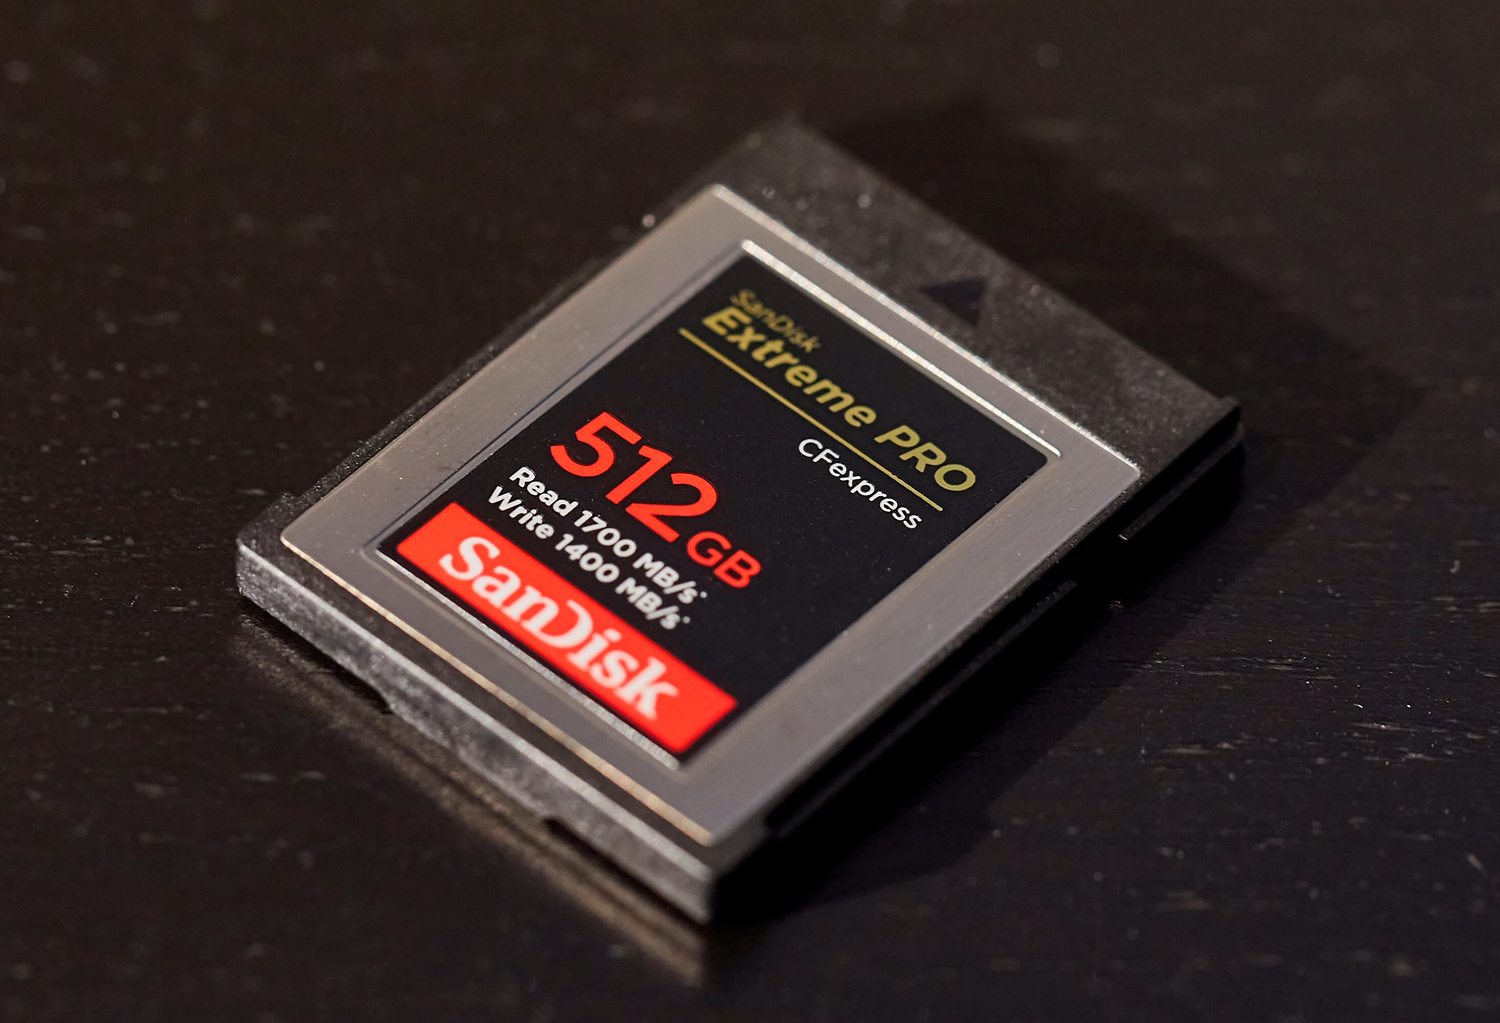 SanDisk
Extreme PRO
CFexpress
512GB
Read 1700 MB/s*
Write 1400 MB/s*
SanDisk